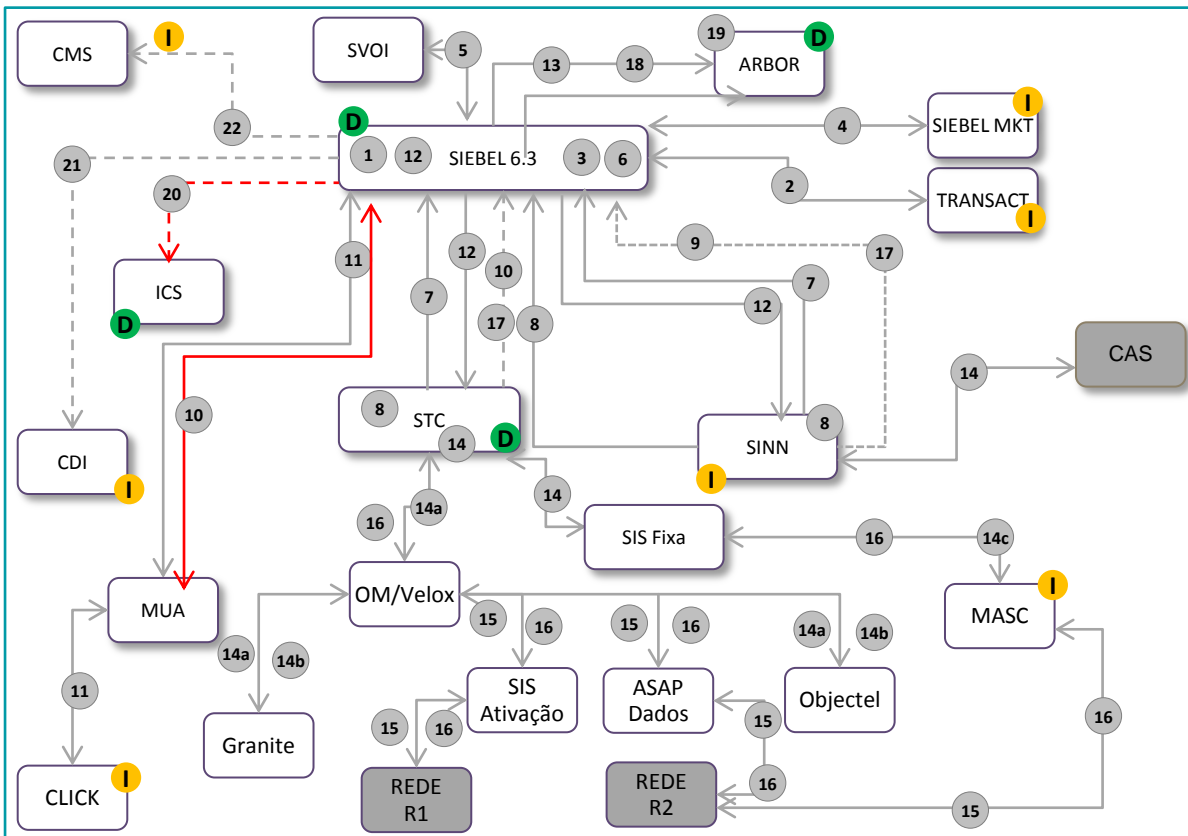 CMS
I
SVOI
5
19
D
ARBOR
13
18
22
D
1
12
SIEBEL 6.3
3
6
4
I
SIEBEL MKT
2
TRANSACT
I
21
20
ICS
D
11
12
10
7
17
8
9
17
7
12
CAS
14
10
8
STC
14
D
8
SINN
I
CDI
I
16
14a
14
SIS Fixa
16
14c
MUA
OM/Velox
I
MASC
14a
14b
15
16
15
16
14a
14b
11
Granite
SIS
Ativação
ASAP
Dados
Objectel
15
16
15
16
CLICK
I
REDE
R1
REDE
R2
16
15